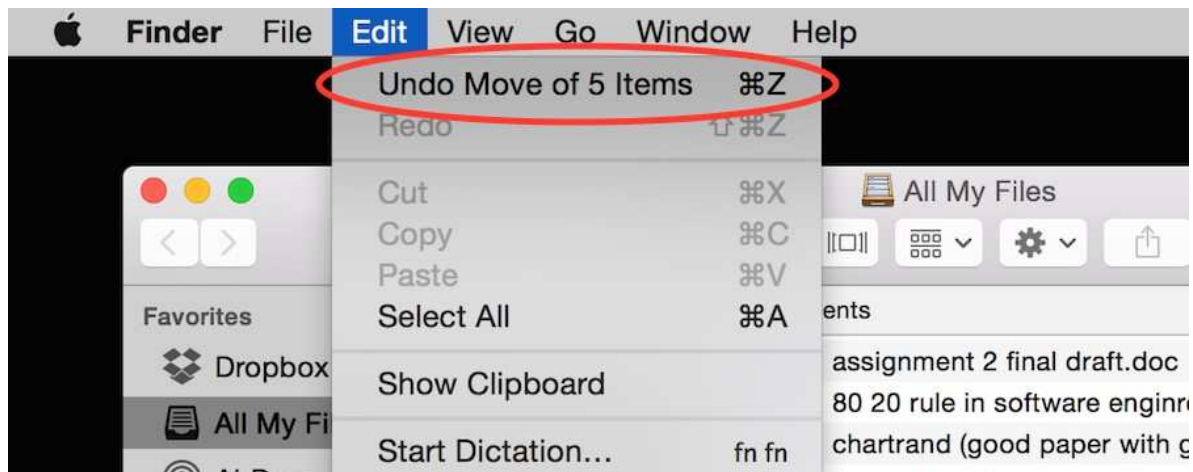 Finder File Edit View Go Window Help
Undo Move of 5 Items ⌘Z
Redo ⇧⌘Z
Cut ⌘X
Copy ⌘C
Paste ⌘V
Select All ⌘A
Show Clipboard
Start Dictation... fn fn
All My Files
Favorites
Dropbox
All My Fi
ents
assignment 2 final draft.doc
80 20 rule in software enginre
chartrand (good paper with g